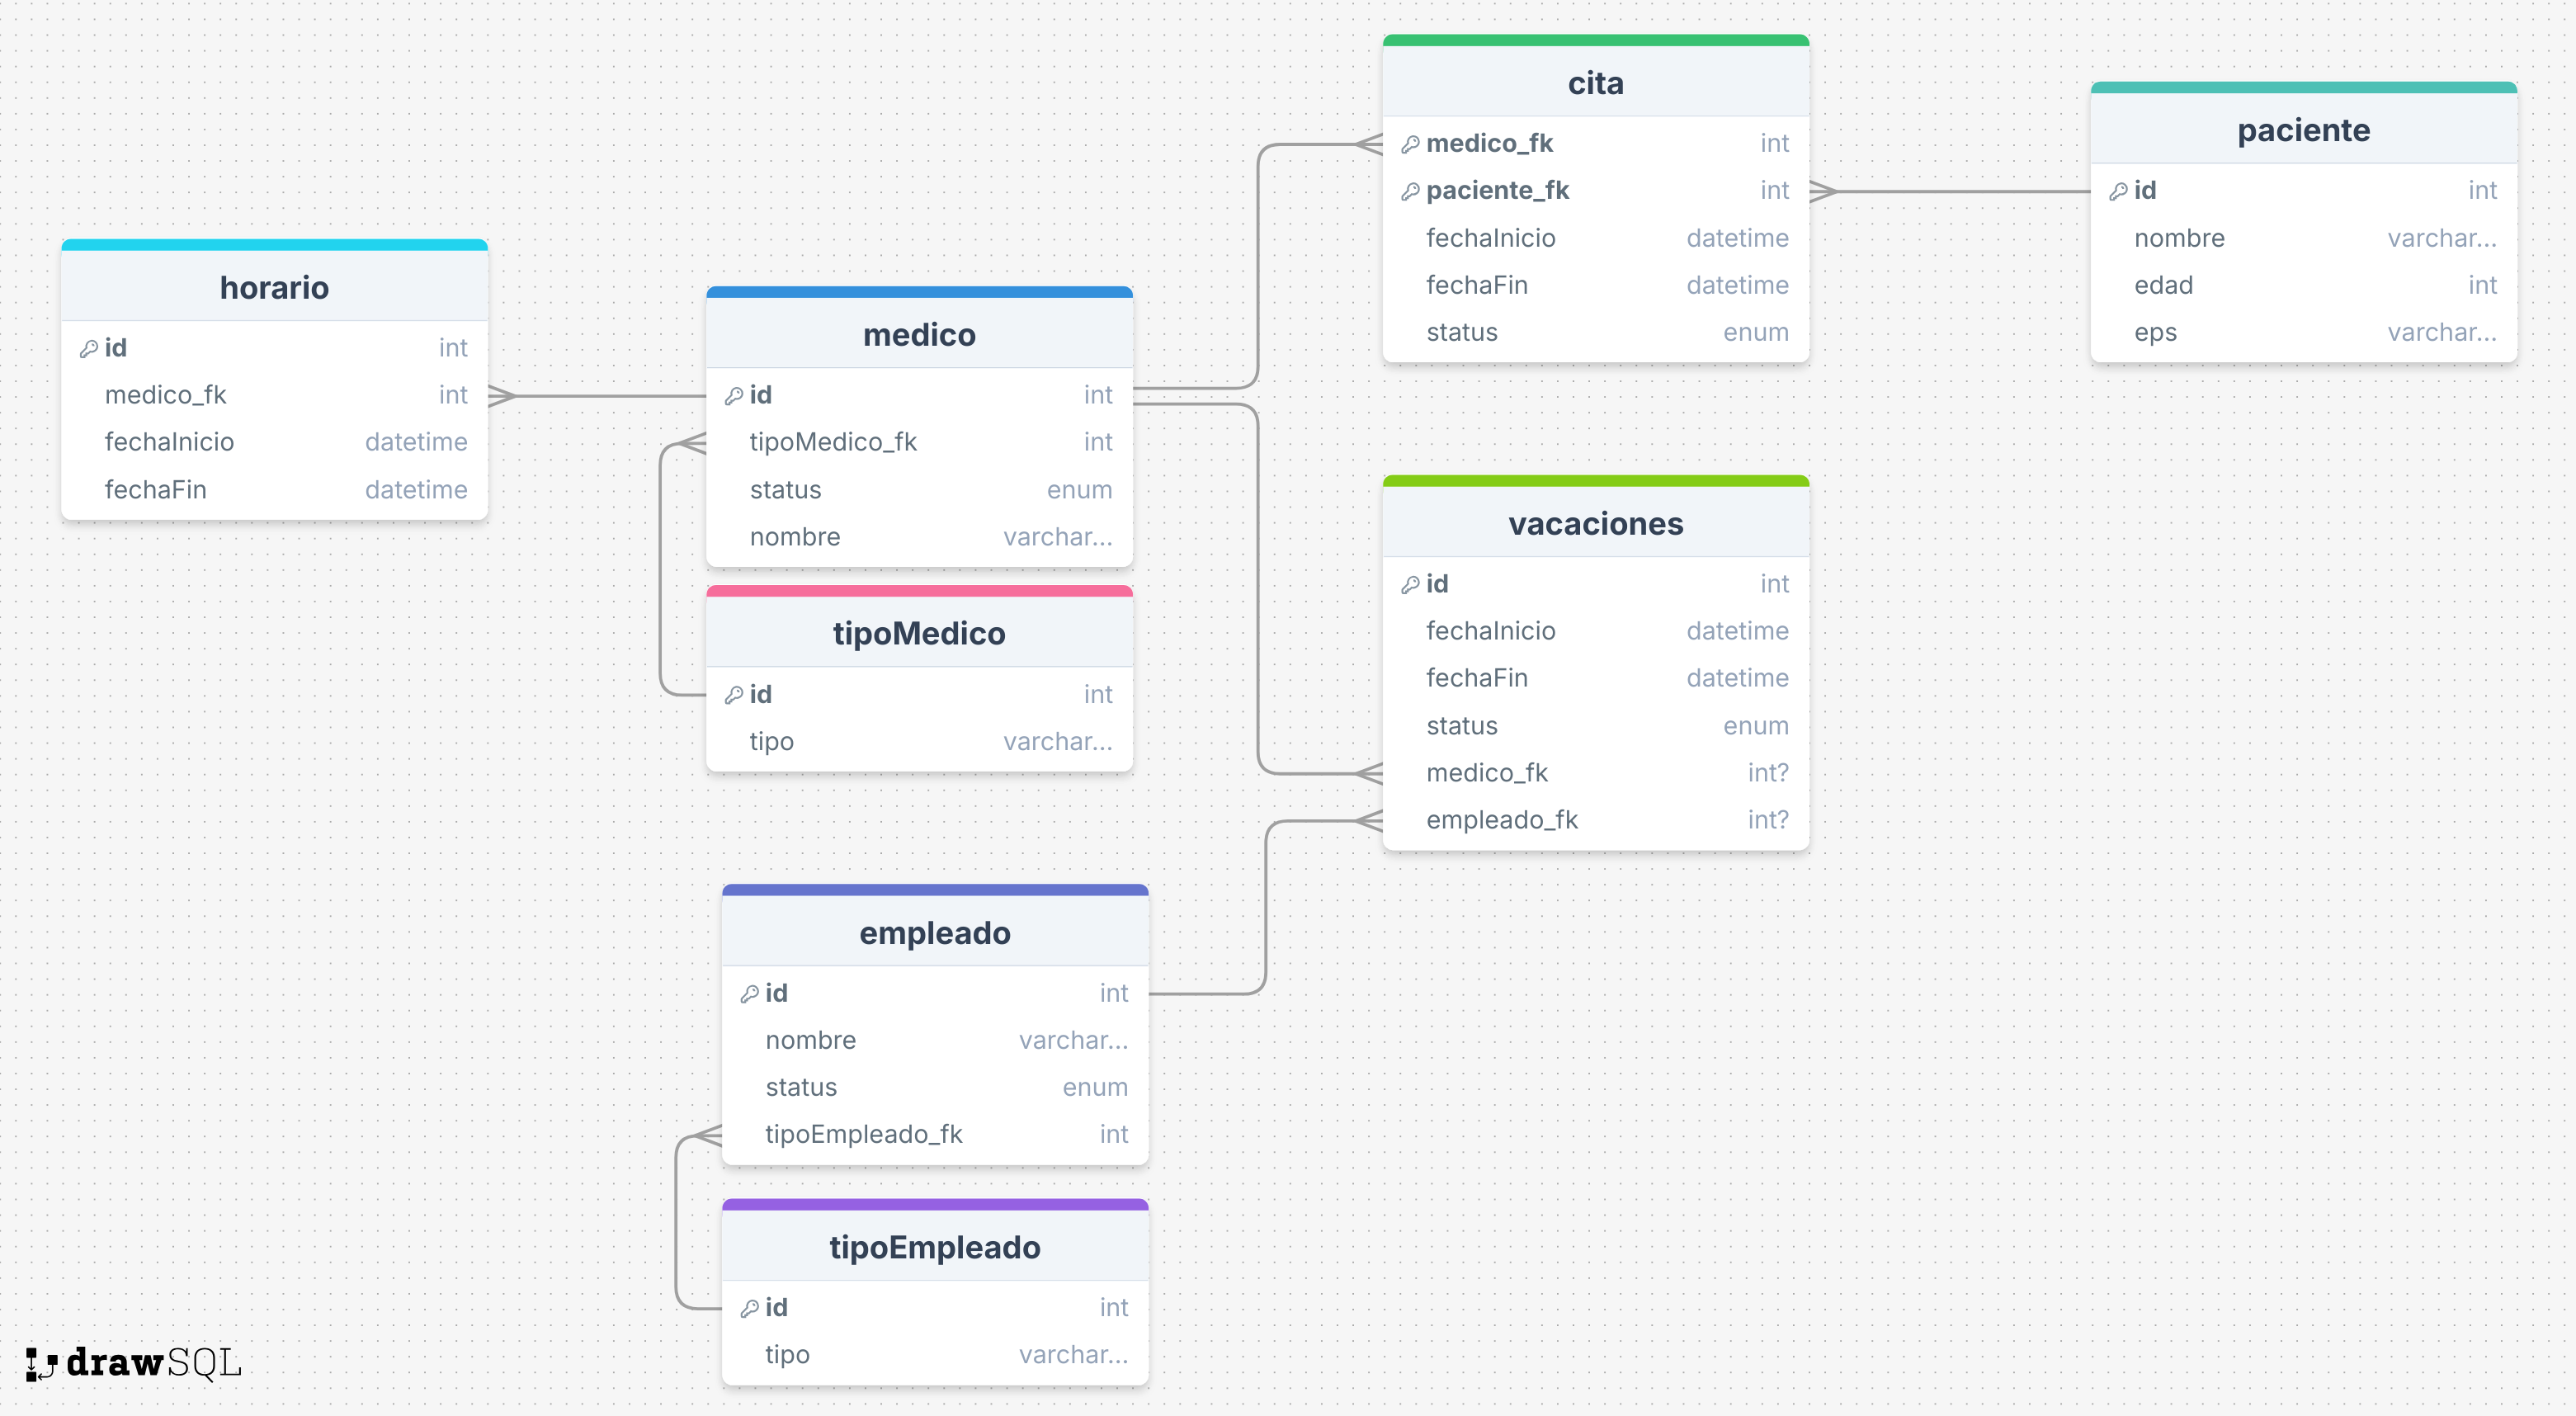 horario
id int
medico_fk int
fechaInicio datetime
fechaFin datetime
medico
id int
tipoMedico_fk int
status enum
nombre varchar...
tipoMedico
id int
tipo varchar...
empleado
id int
nombre varchar...
status enum
tipoEmpleado_fk int
tipoEmpleado
id int
tipo varchar...
cita
medico_fk int
paciente_fk int
fechaInicio datetime
fechaFin datetime
status enum
vacaciones
id int
fechaInicio datetime
fechaFin datetime
status enum
medico_fk int?
empleado_fk int?
paciente
id int
nombre varchar...
edad int
eps varchar...
drawSQL